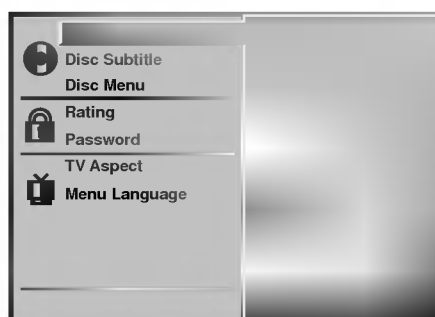 Disc Subtitle
Disc Menu
Rating
Password
TV Aspect
Menu Language